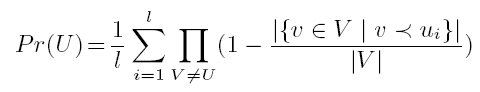 Pr(U) = \frac{1}{l} \sum_{i=1}^{l} \prod_{V \neq U} (1 - \frac{|\{v \in V \mid v \prec u_i\}|}{|V|})